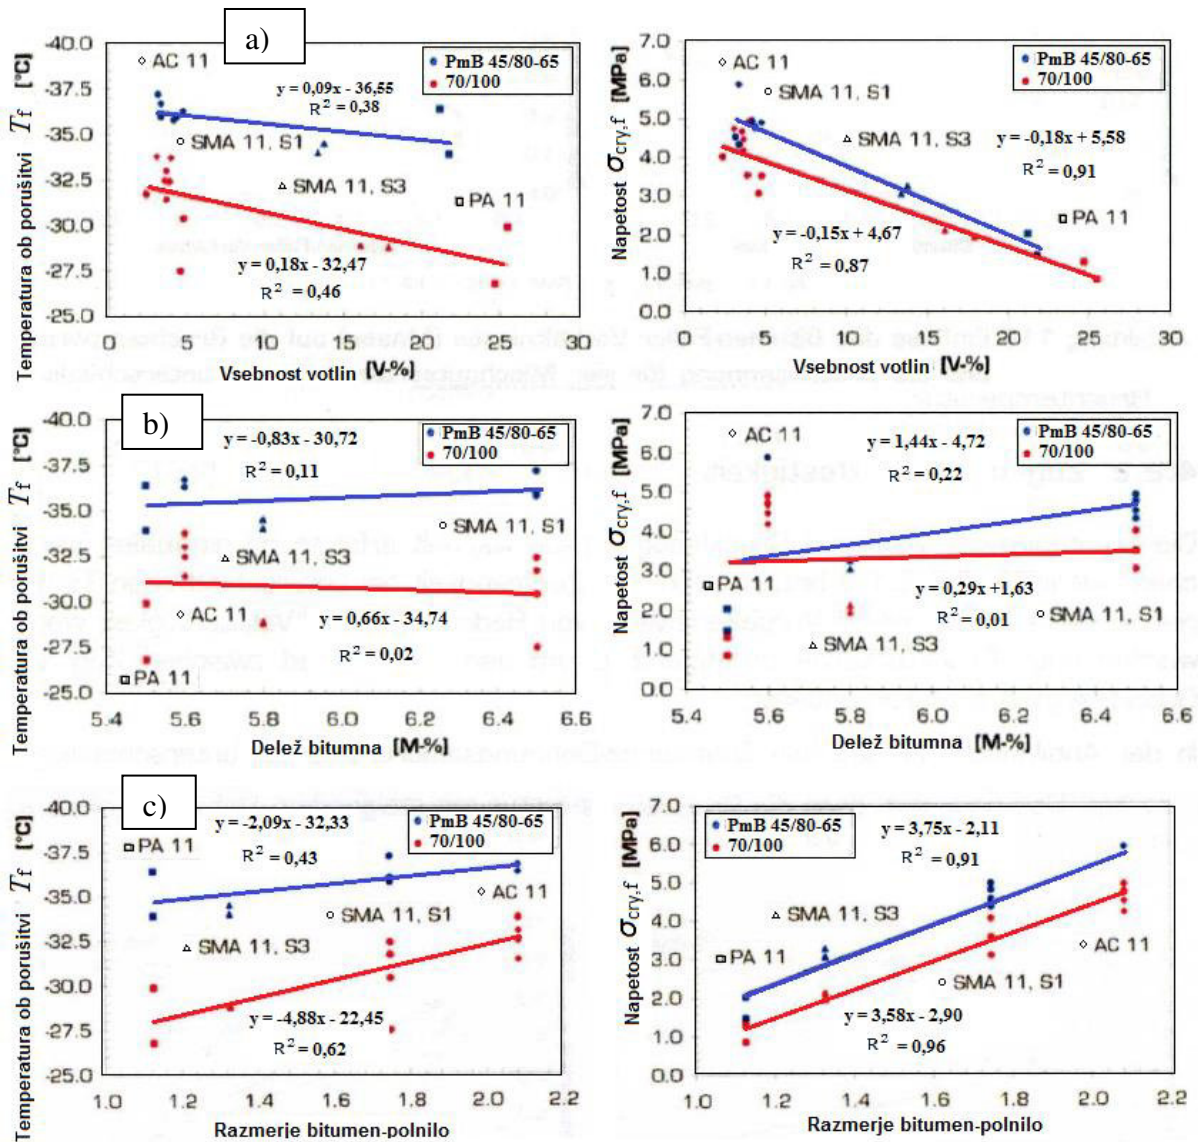 a)
-40.0
-37.5
-35.0
-32.5
-30.0
-27.5
-25.0
Temperatura ob porušitvi Tf [°C]
AC 11
PmB 45/80-65
70/100
y = 0,09x - 36,55
R² = 0,38
SMA 11, S1
SMA 11, S3
PA 11
y = 0,18x - 32,47
R² = 0,46
0 5 10 15 20 25 30
Vsebnost votlin [V-%]
7.0
6.0
5.0
4.0
3.0
2.0
1.0
0.0
Napetost σcry,f [MPa]
AC 11
PmB 45/80-65
70/100
SMA 11, S1
SMA 11, S3
y = -0,18x + 5,58
R² = 0,91
PA 11
y = -0,15x + 4,67
R² = 0,87
0 5 10 15 20 25 30
Vsebnost votlin [V-%]
b)
-40.0
-37.5
-35.0
-32.5
-30.0
-27.5
-25.0
Temperatura ob porušitvi Tf [°C]
y = -0,83x - 30,72
R² = 0,11
PmB 45/80-65
70/100
SMA 11, S1
SMA 11, S3
AC 11
y = 0,66x - 34,74
R² = 0,02
PA 11
5.4 5.6 5.8 6.0 6.2 6.4 6.6
Delež bitumna [M-%]
7.0
6.0
5.0
4.0
3.0
2.0
1.0
0.0
Napetost σcry,f [MPa]
AC 11
y = 1,44x - 4,72
R² = 0,22
PmB 45/80-65
70/100
PA 11
y = 0,29x +1,63
R² = 0,01
SMA 11, S1
SMA 11, S3
5.4 5.6 5.8 6.0 6.2 6.4 6.6
Delež bitumna [M-%]
c)
-40.0
-37.5
-35.0
-32.5
-30.0
-27.5
-25.0
Temperatura ob porušitvi Tf [°C]
y = -2,09x - 32,33
R² = 0,43
PmB 45/80-65
70/100
PA 11
AC 11
SMA 11, S1
SMA 11, S3
y = -4,88x - 22,45
R² = 0,62
1.0 1.2 1.4 1.6 1.8 2.0 2.2
Razmerje bitumen-polnilo
7.0
6.0
5.0
4.0
3.0
2.0
1.0
0.0
Napetost σcry,f [MPa]
PmB 45/80-65
70/100
y = 3,75x - 2,11
R² = 0,91
SMA 11, S3
PA 11
AC 11
SMA 11, S1
y = 3,58x - 2,90
R² = 0,96
1.0 1.2 1.4 1.6 1.8 2.0 2.2
Razmerje bitumen-polnilo